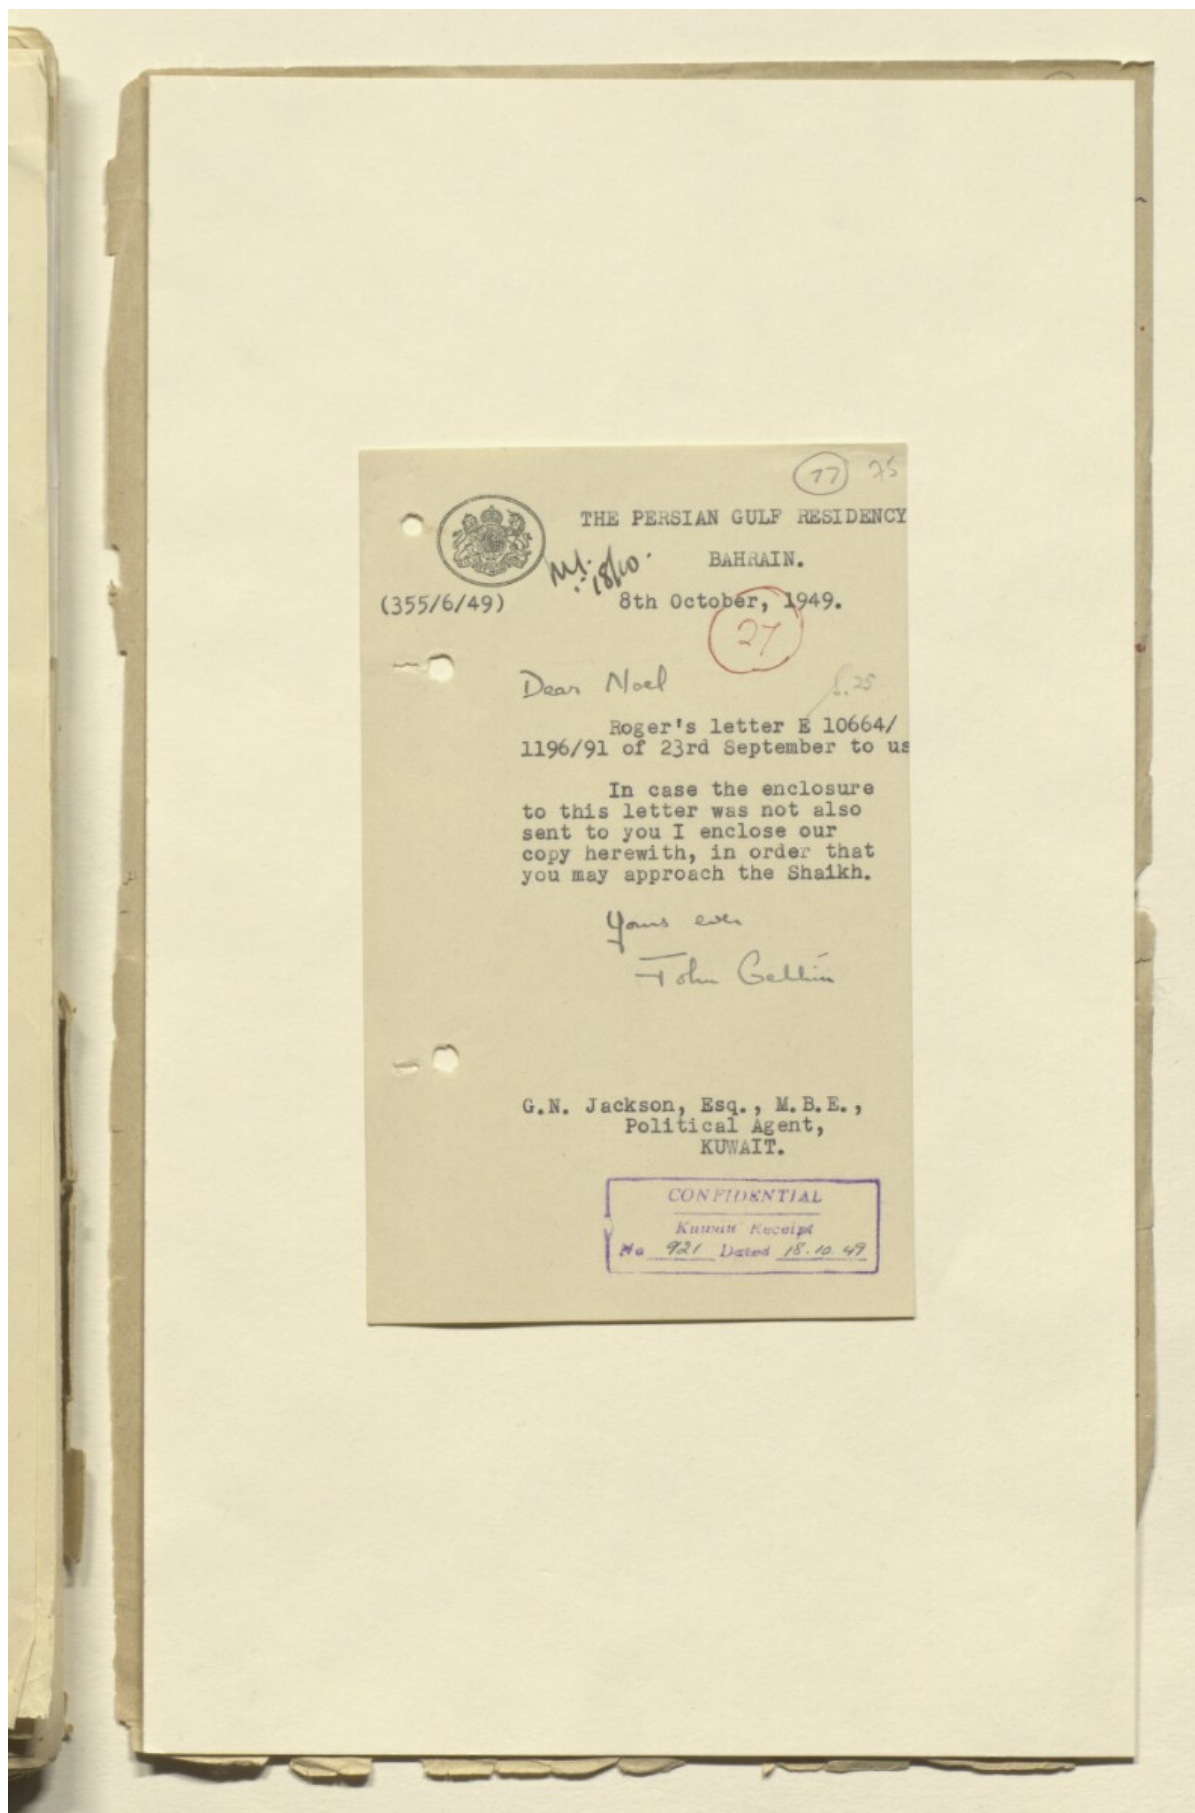 77 75
THE PERSIAN GULF RESIDENCY
BAHRAIN.
18/10.
(355/6/49) 8th October, 1949.
27
Dear Noel
S.25
Roger's letter E 10664/
1196/91 of 23rd September to us
In case the enclosure
to this letter was not also
sent to you I enclose our
copy herewith, in order that
you may approach the Shaikh.
Yours ever
John
G.N. Jackson, Esq., M.B.E.,
Political Agent,
KUWAIT.
CONFIDENTIAL
Kuwait Receipt
No 921 Dated 18.10.49